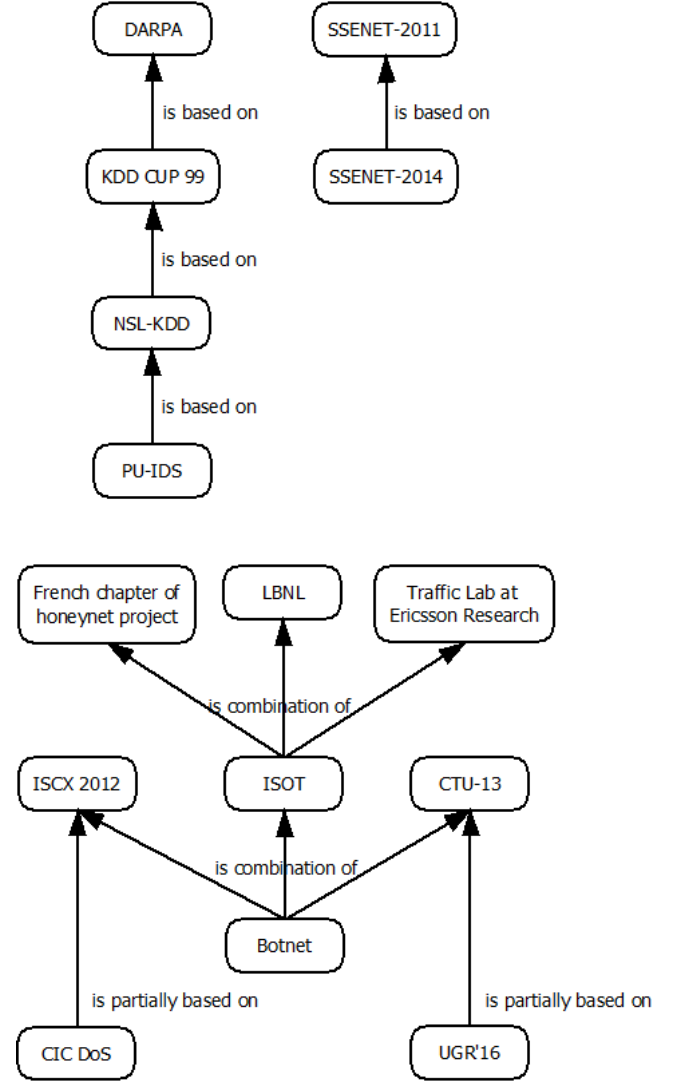 DARPA
SSENET-2011
is based on
is based on
KDD CUP 99
SSENET-2014
is based on
NSL-KDD
is based on
PU-IDS
French chapter of
honeynet project
LBNL
Traffic Lab at
Ericsson Research
is combination of
ISCX 2012
ISOT
CTU-13
is combination of
Botnet
is partially based on
is partially based on
CIC DoS
UGR'16